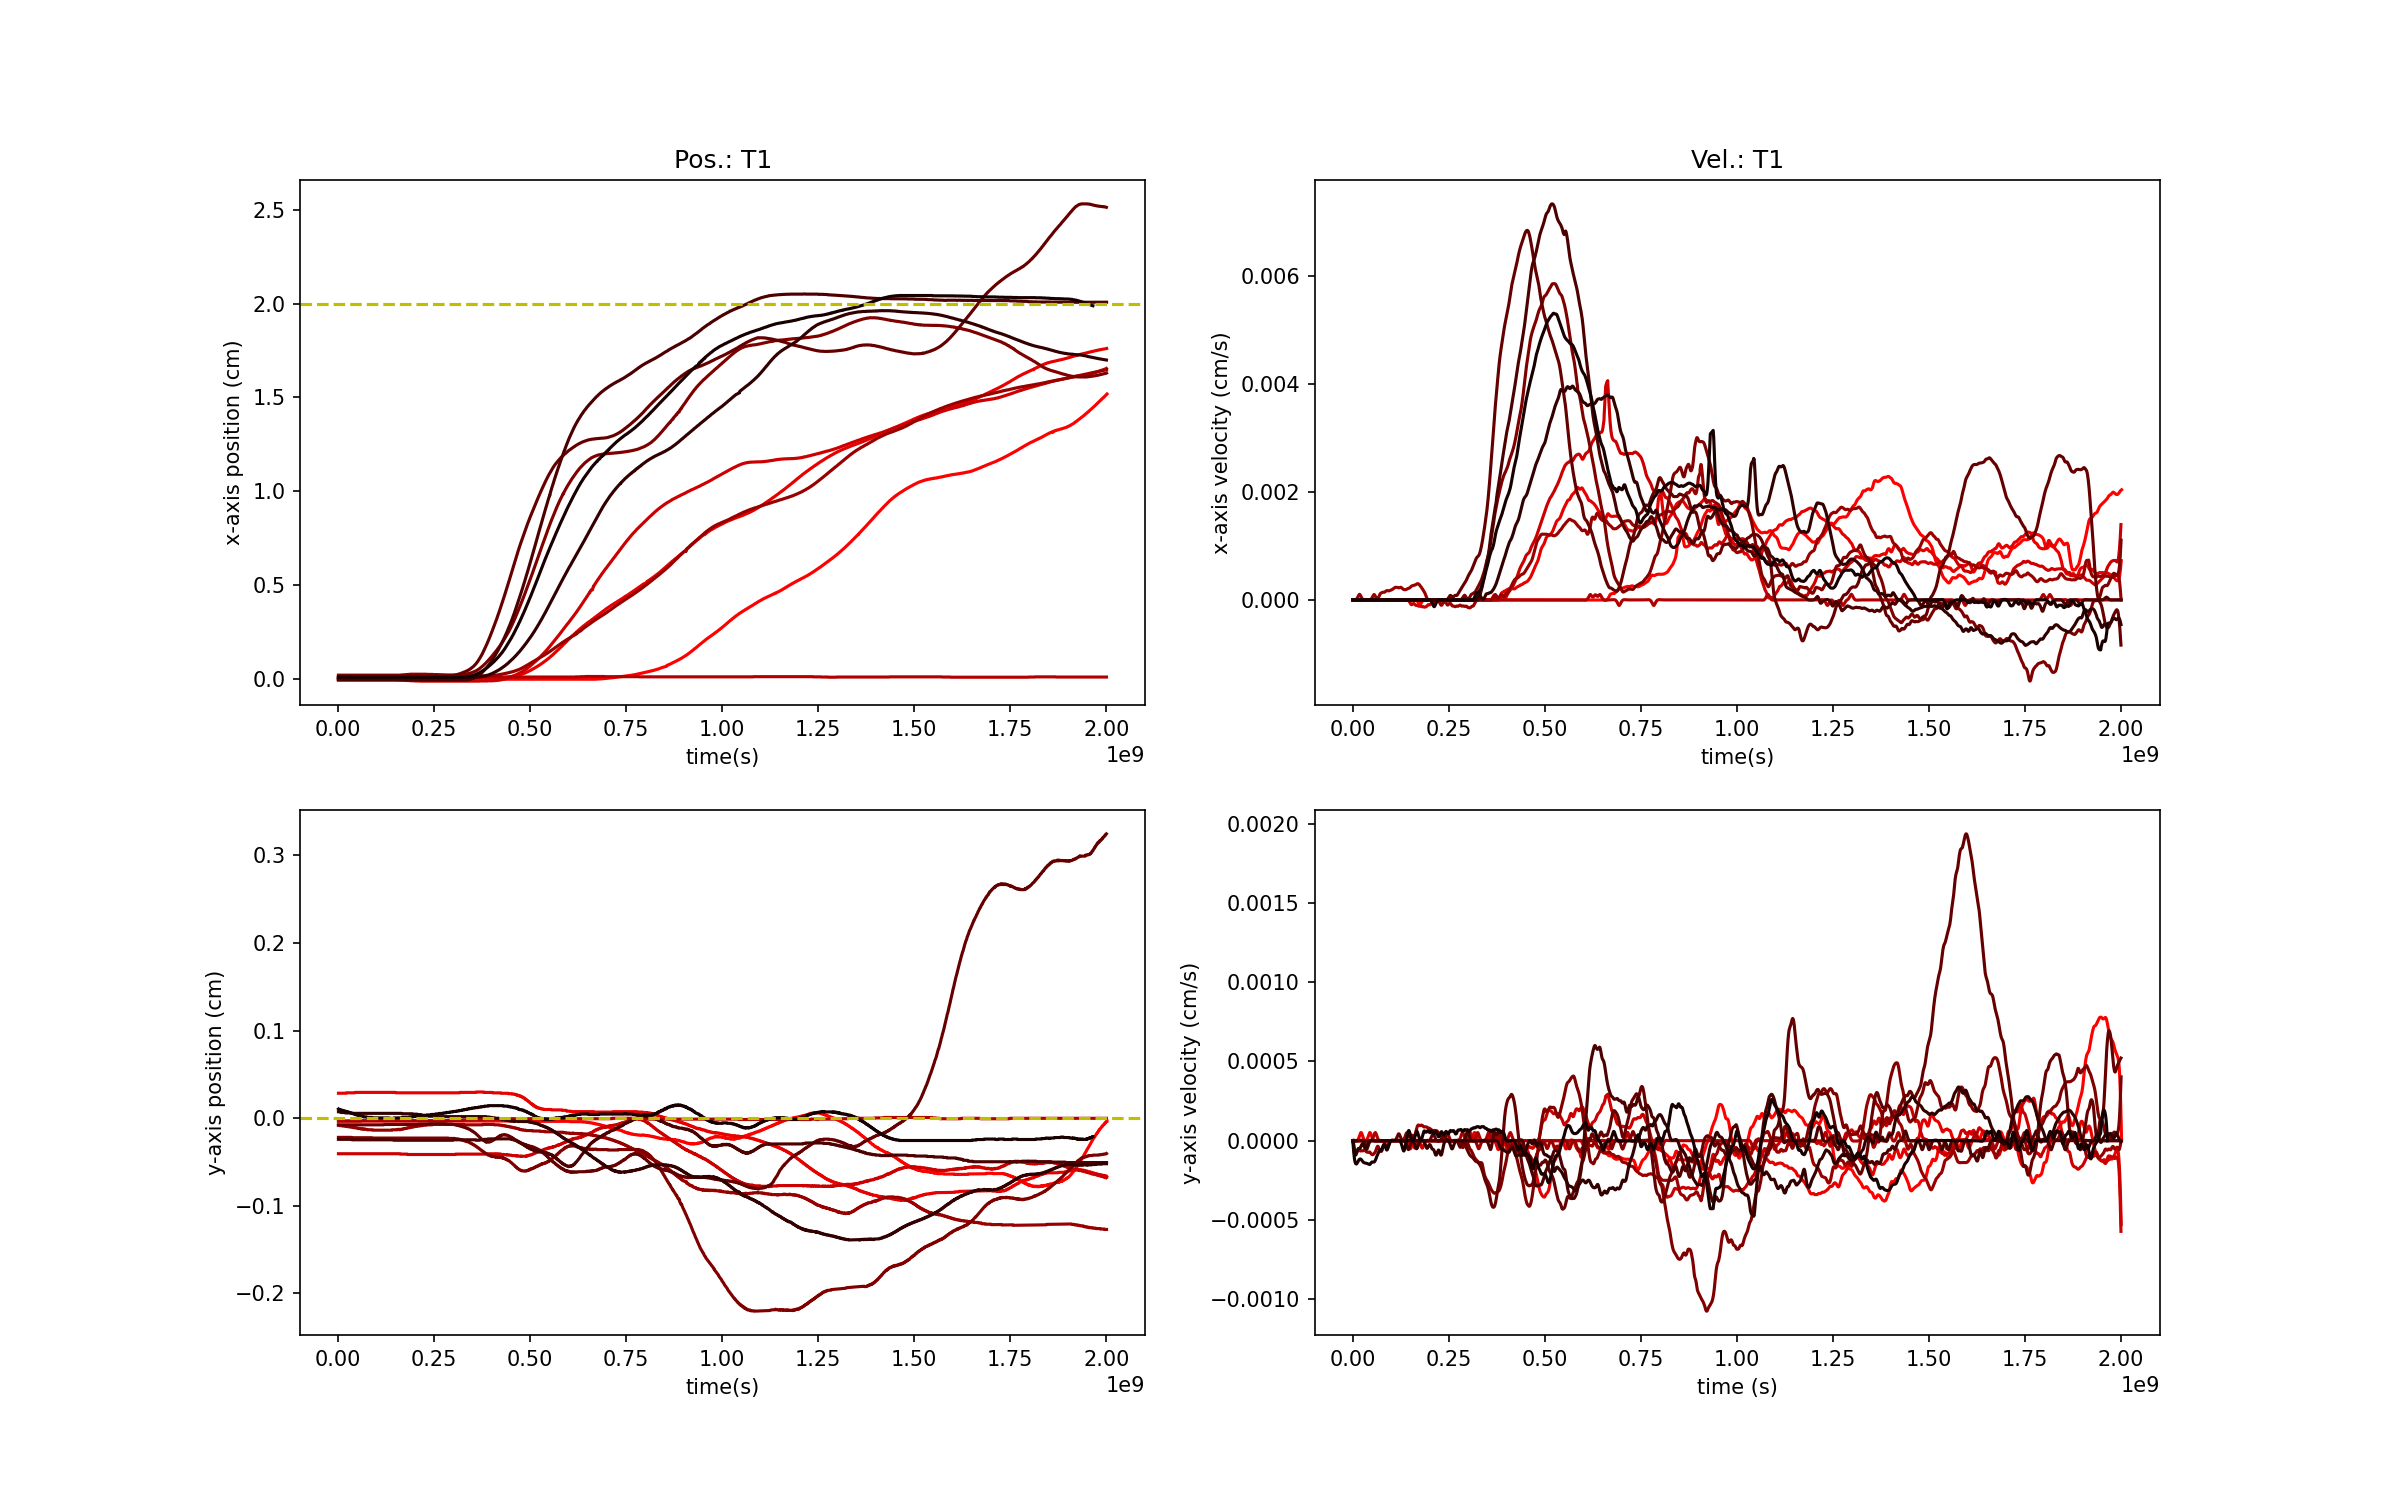 Pos.: T1
Vel.: T1
x-axis position (cm)
2.5
2.0
1.5
1.0
0.5
0.0
0.00 0.25 0.50 0.75 1.00 1.25 1.50 1.75 2.00
time(s)
1e9
x-axis velocity (cm/s)
0.006
0.004
0.002
0.000
0.00 0.25 0.50 0.75 1.00 1.25 1.50 1.75 2.00
time(s)
1e9
y-axis position (cm)
0.3
0.2
0.1
0.0
−0.1
−0.2
0.00 0.25 0.50 0.75 1.00 1.25 1.50 1.75 2.00
time(s)
1e9
y-axis velocity (cm/s)
0.0020
0.0015
0.0010
0.0005
0.0000
−0.0005
−0.0010
0.00 0.25 0.50 0.75 1.00 1.25 1.50 1.75 2.00
time (s)
1e9